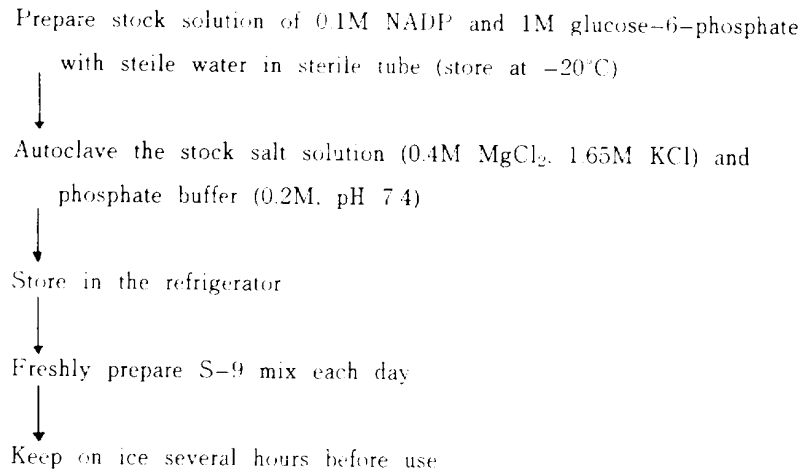 Prepare stock solution of 0.1M NADP and 1M glucose-6-phosphate
with steile water in sterile tube (store at -20°C)
Autoclave the stock salt solution (0.4M MgCl₂, 1.65M KCl) and
phosphate buffer (0.2M, pH 7.4)
Store in the refrigerator
Freshly prepare S-9 mix each day
Keep on ice several hours before use